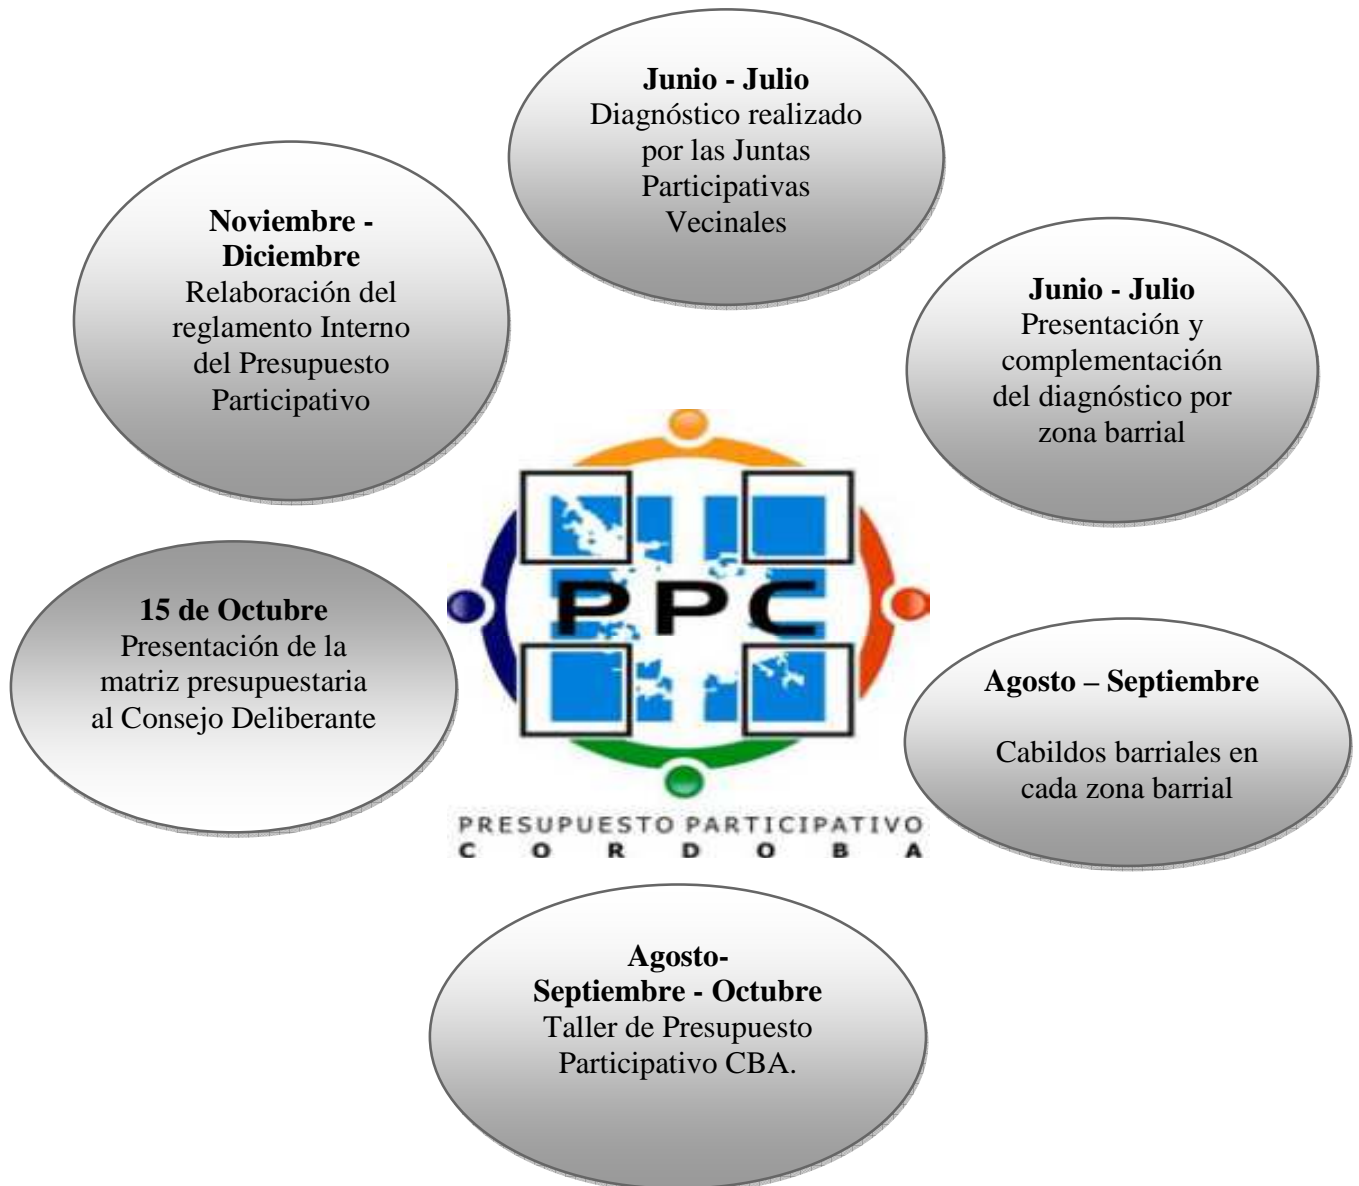 Junio - Julio
Diagnóstico realizado
por las Juntas
Participativas
Vecinales
Junio - Julio
Presentación y
complementación
del diagnóstico por
zona barrial
Agosto – Septiembre
Cabildos barriales en
cada zona barrial
Agosto-
Septiembre - Octubre
Taller de Presupuesto
Participativo CBA.
15 de Octubre
Presentación de la
matriz presupuestaria
al Consejo Deliberante
Noviembre -
Diciembre
Relaboración del
reglamento Interno
del Presupuesto
Participativo
PPC
PRESUPUESTO PARTICIPATIVO
CORDOBA